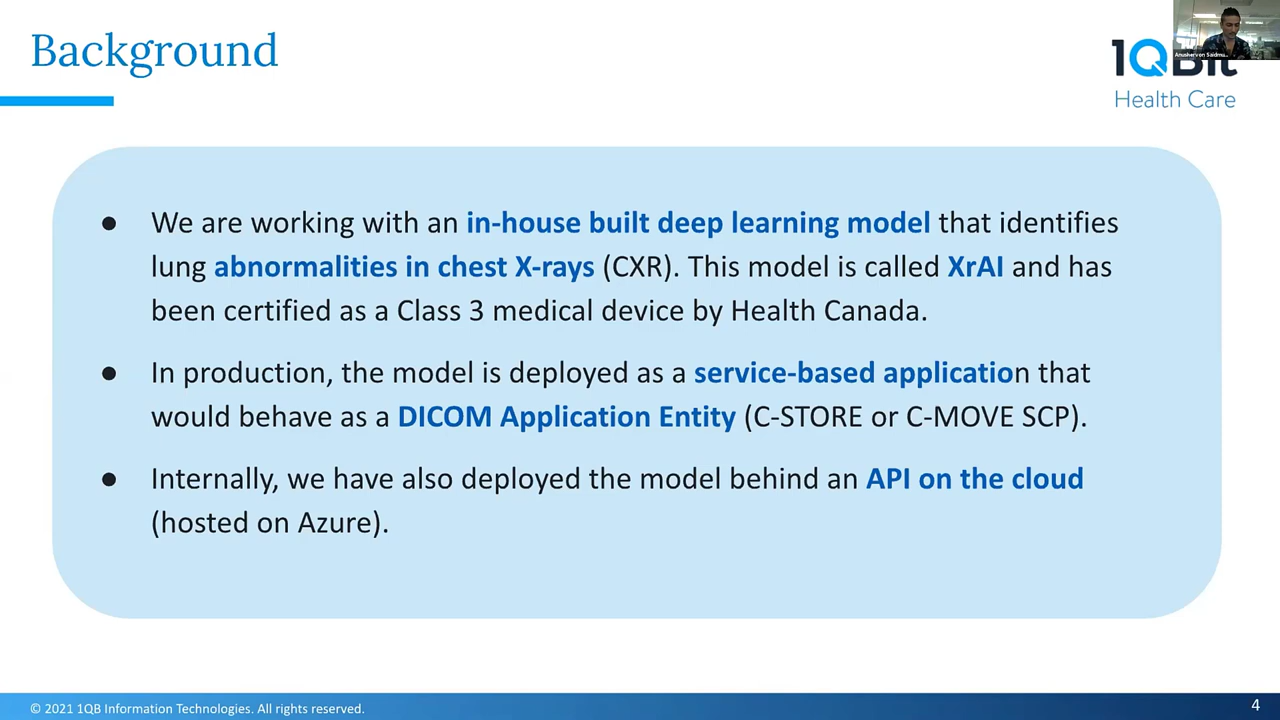 Background
1QBit
Health Care
● We are working with an in-house built deep learning model that identifies
lung abnormalities in chest X-rays (CXR). This model is called XrAI and has
been certified as a Class 3 medical device by Health Canada.
● In production, the model is deployed as a service-based application that
would behave as a DICOM Application Entity (C-STORE or C-MOVE SCP).
● Internally, we have also deployed the model behind an API on the cloud
(hosted on Azure).
© 2021 1QB Information Technologies. All rights reserved.
4